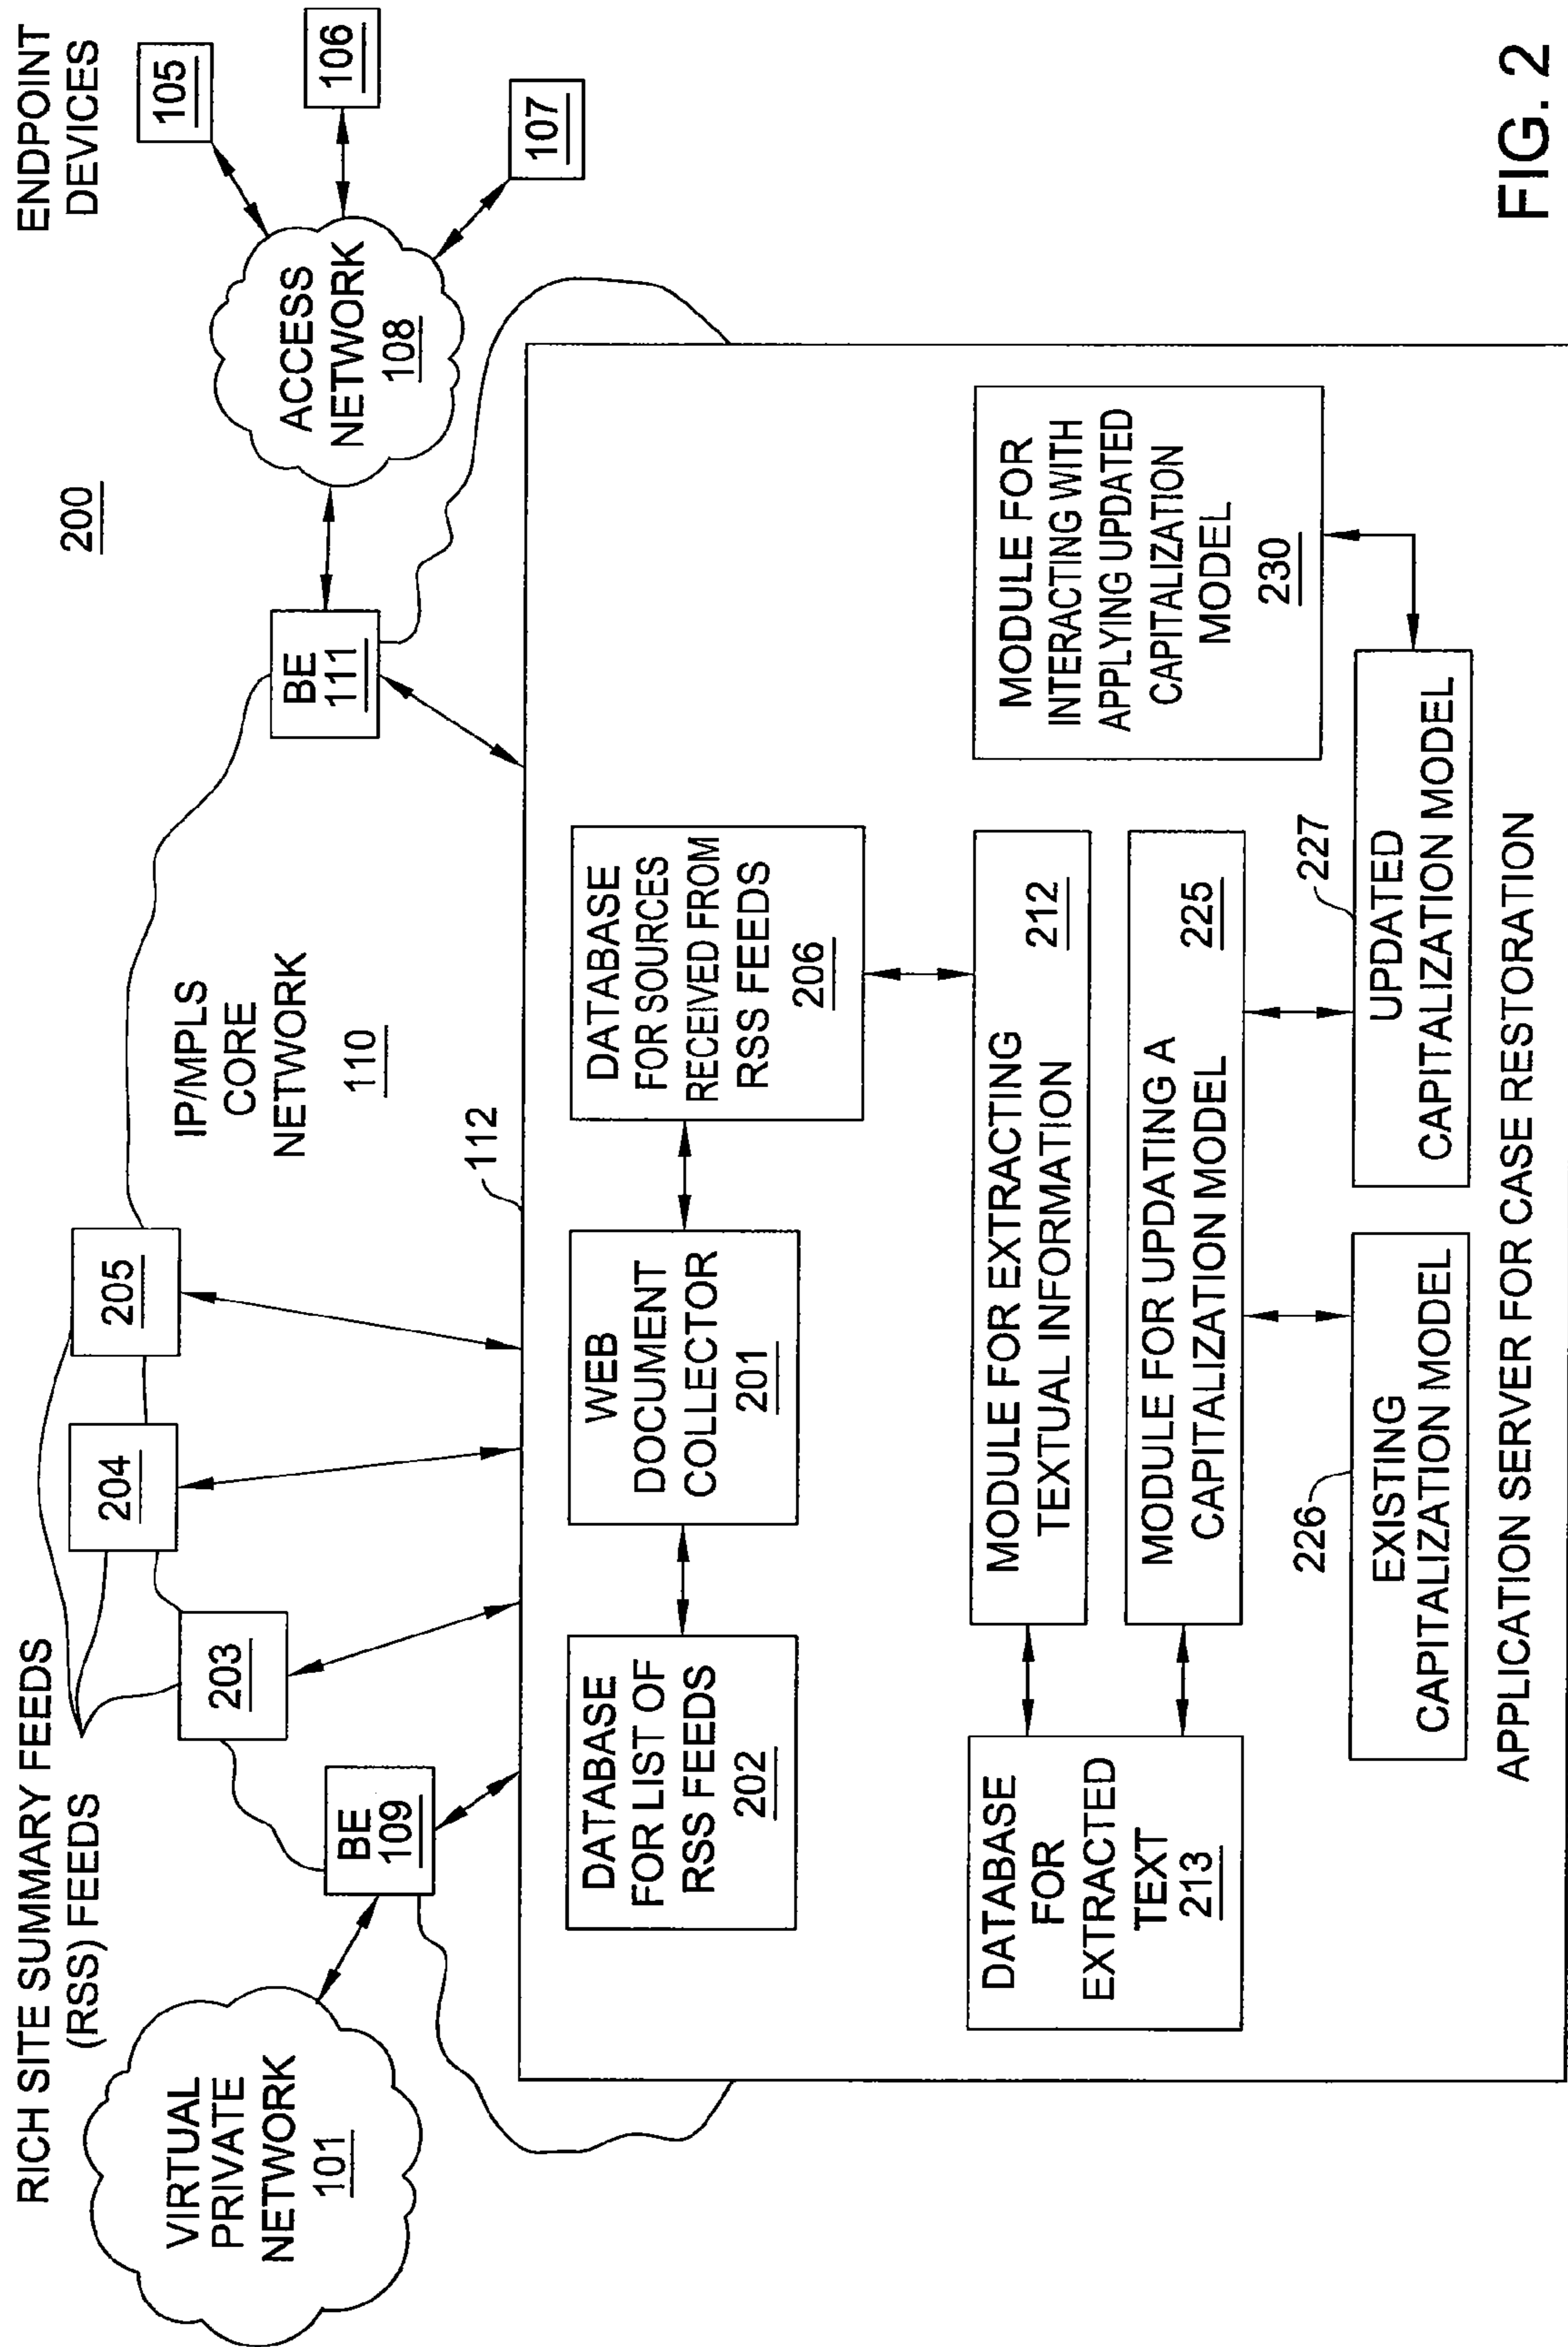 RICH SITE SUMMARY FEEDS
(RSS) FEEDS
ENDPOINT
DEVICES
200
VIRTUAL
PRIVATE
NETWORK
101
BE
109
203
204
205
IP/MPLS
CORE
NETWORK
110
BE
111
ACCESS
NETWORK
108
105
106
107
112
DATABASE
FOR LIST OF
RSS FEEDS
202
WEB
DOCUMENT
COLLECTOR
201
DATABASE
FOR SOURCES
RECEIVED FROM
RSS FEEDS
206
DATABASE
FOR
EXTRACTED
TEXT
213
MODULE FOR EXTRACTING
TEXTUAL INFORMATION
212
MODULE FOR UPDATING A
CAPITALIZATION MODEL
225
MODULE FOR
INTERACTING WITH
APPLYING UPDATED
CAPITALIZATION
MODEL
230
226
EXISTING
CAPITALIZATION MODEL
227
UPDATED
CAPITALIZATION MODEL
APPLICATION SERVER FOR CASE RESTORATION
FIG. 2